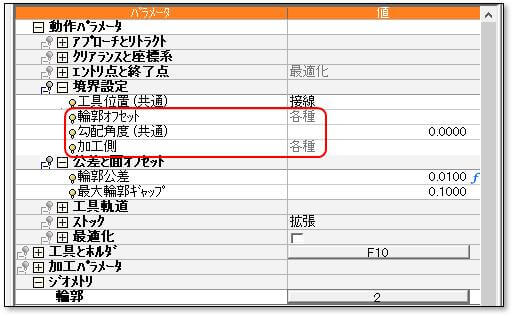 パラメータ 値
動作パラメータ
アプローチとリトラクト
クリアランスと座標系
エントリ点と終了点 最適化
境界設定
工具位置 (共通) 接線
輪郭オフセット 各種
勾配角度 (共通) 0.0000
加工側 各種
公差と面オフセット
輪郭公差 0.0100 f
最大輪郭ギャップ 0.1000
工具軌道
ストック 拡張
最適化
工具とホルダ F10
加工パラメータ
ジオメトリ
輪郭 2